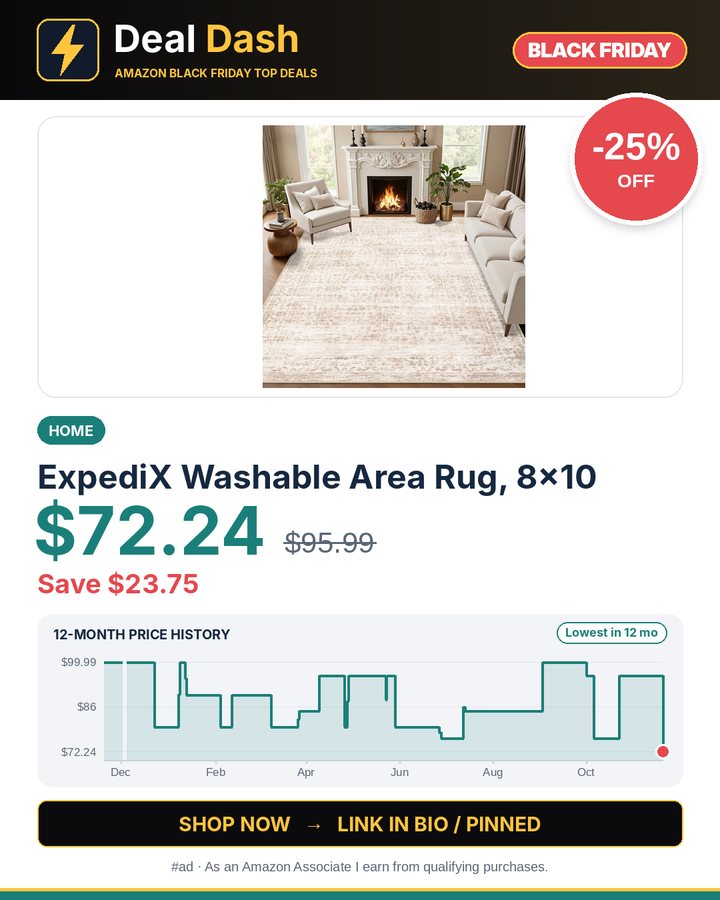 Deal Dash
AMAZON BLACK FRIDAY TOP DEALS
BLACK FRIDAY
-25%
OFF
HOME
ExpediX Washable Area Rug, 8×10
$72.24 $95.99
Save $23.75
12-MONTH PRICE HISTORY
Lowest in 12 mo
$99.99
$86
$72.24
Dec Feb Apr Jun Aug Oct
SHOP NOW → LINK IN BIO / PINNED
#ad · As an Amazon Associate I earn from qualifying purchases.